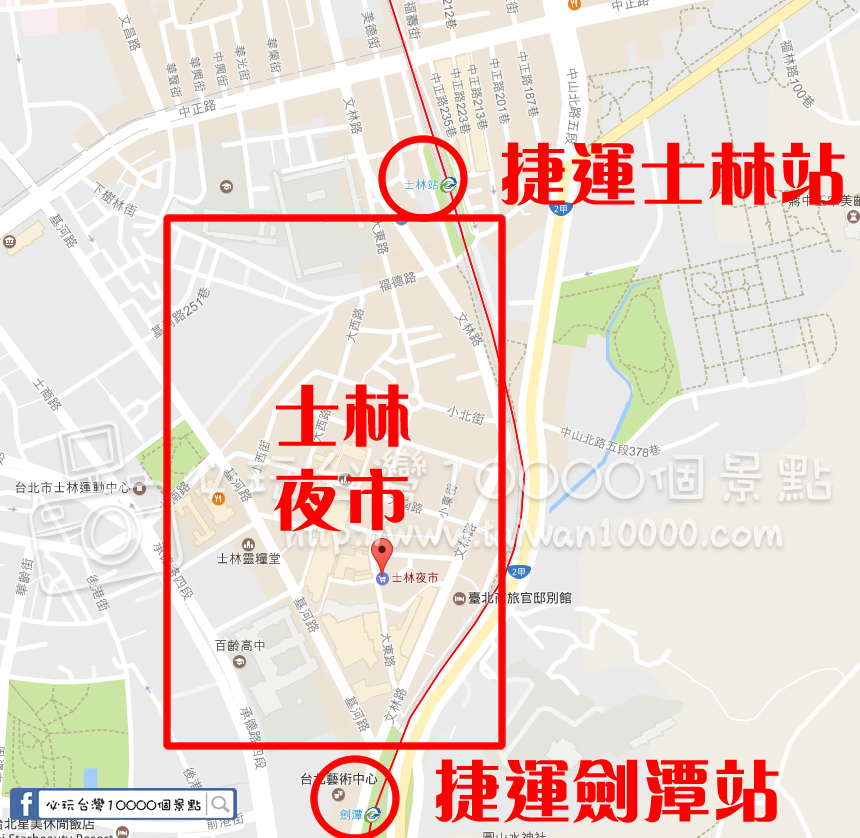 212巷
中正路
美德街
福壽街
文昌路
華齡街
華興街
中興街
華光街
華榮街
中正路
文林路
中正路235巷
中正路223巷
中正路213巷
中正路201巷
中正路187巷
中山北路五段
福林路100巷
捷運士林站
士林站
2甲
下樹林街
基河路
大東路
福德路
基河路251巷
大西路
文林路
士商路
士林
夜市
大西路
小北街
小西街
中山北路五段378巷
必玩台灣10000個景點
http://www.taiwan10000.com
台北市士林運動中心
基河路
小東街
文林路
士林靈糧堂
士林夜市
2甲
承德路四段
後港街
華齡街
臺北商旅官邸別館
基河路
大東路
百齡高中
文林路
基河路
承德路四段
捷運劍潭站
台北藝術中心
劍潭
必玩台灣10000個景點
前港街
台北星美休閒飯店
圓山水神社